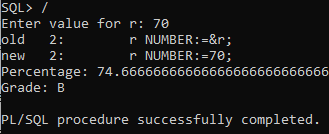 SQL> /
Enter value for r: 70
old   2:        r NUMBER:=&r;
new   2:        r NUMBER:=70;
Percentage: 74.6666666666666666666666666
Grade: B
PL/SQL procedure successfully completed.